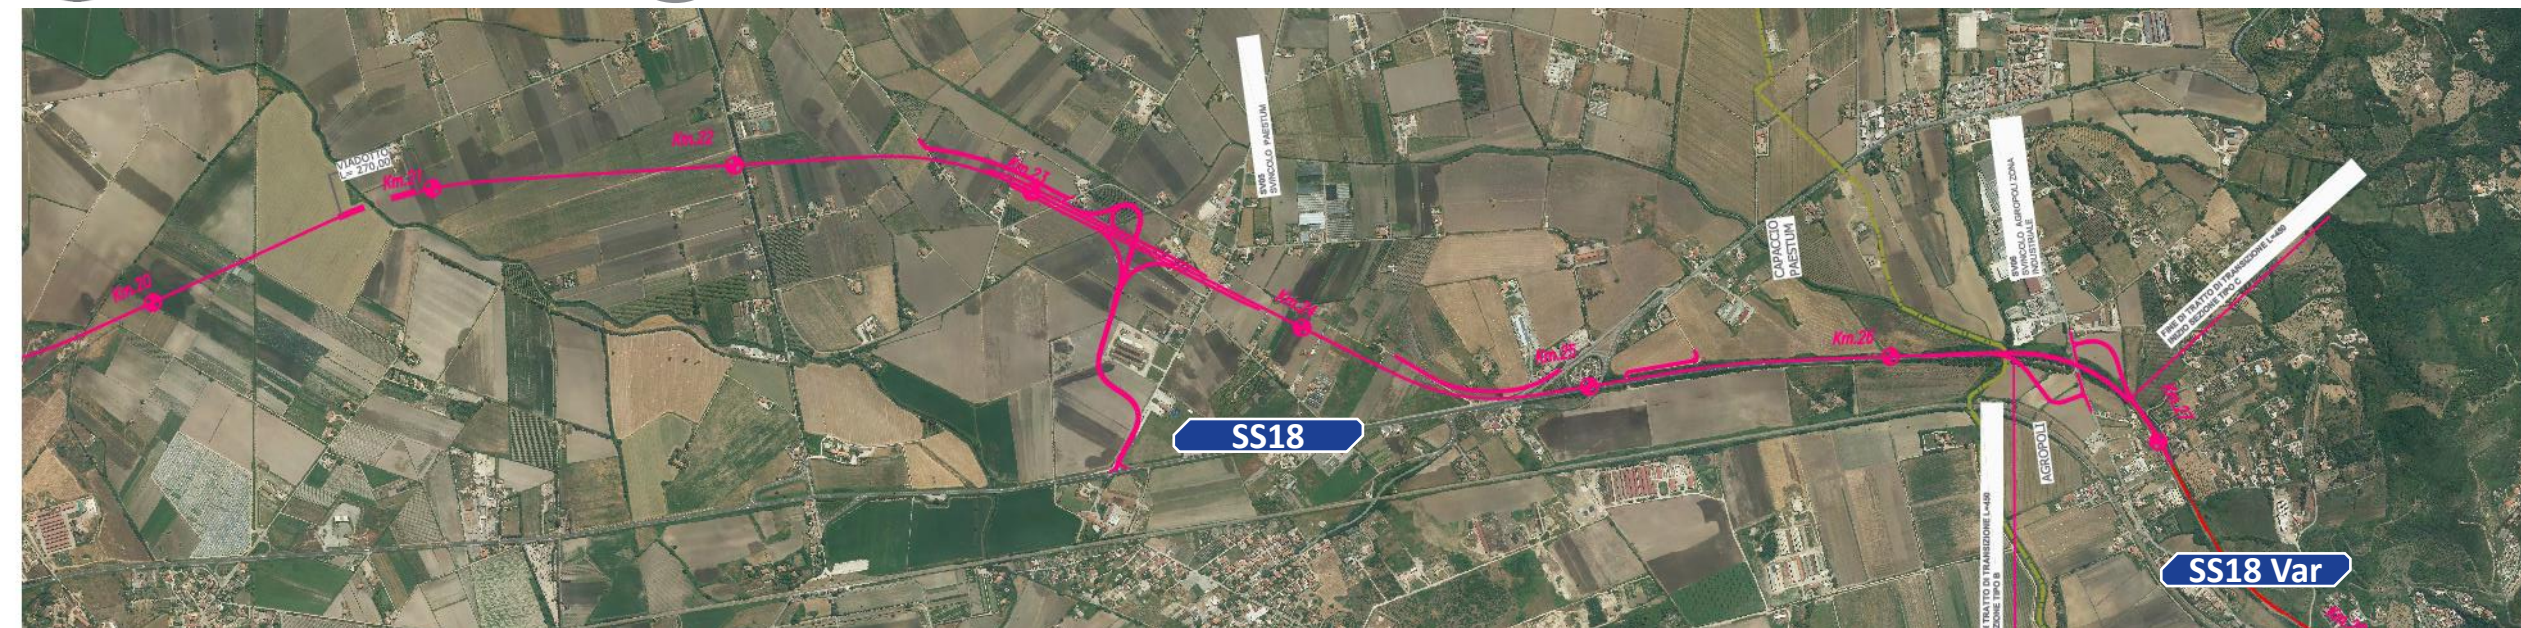 VIADOTTO
L= 270,00
Km.20
Km.21
Km.22
Km.23
SV05
SVINCOLO PAESTUM
Km.24
Km.25
CAPACCIO
PAESTUM
Km.26
SV06
SVINCOLO AGROPOLI ZONA
INDUSTRIALE
FINE DI TRATTO DI TRANSIZIONE L=450
INIZIO SEZIONE TIPO C
Km.27
AGROPOLI
TRATTO DI TRANSIZIONE L=450
ZIONE TIPO B
SS18
SS18 Var